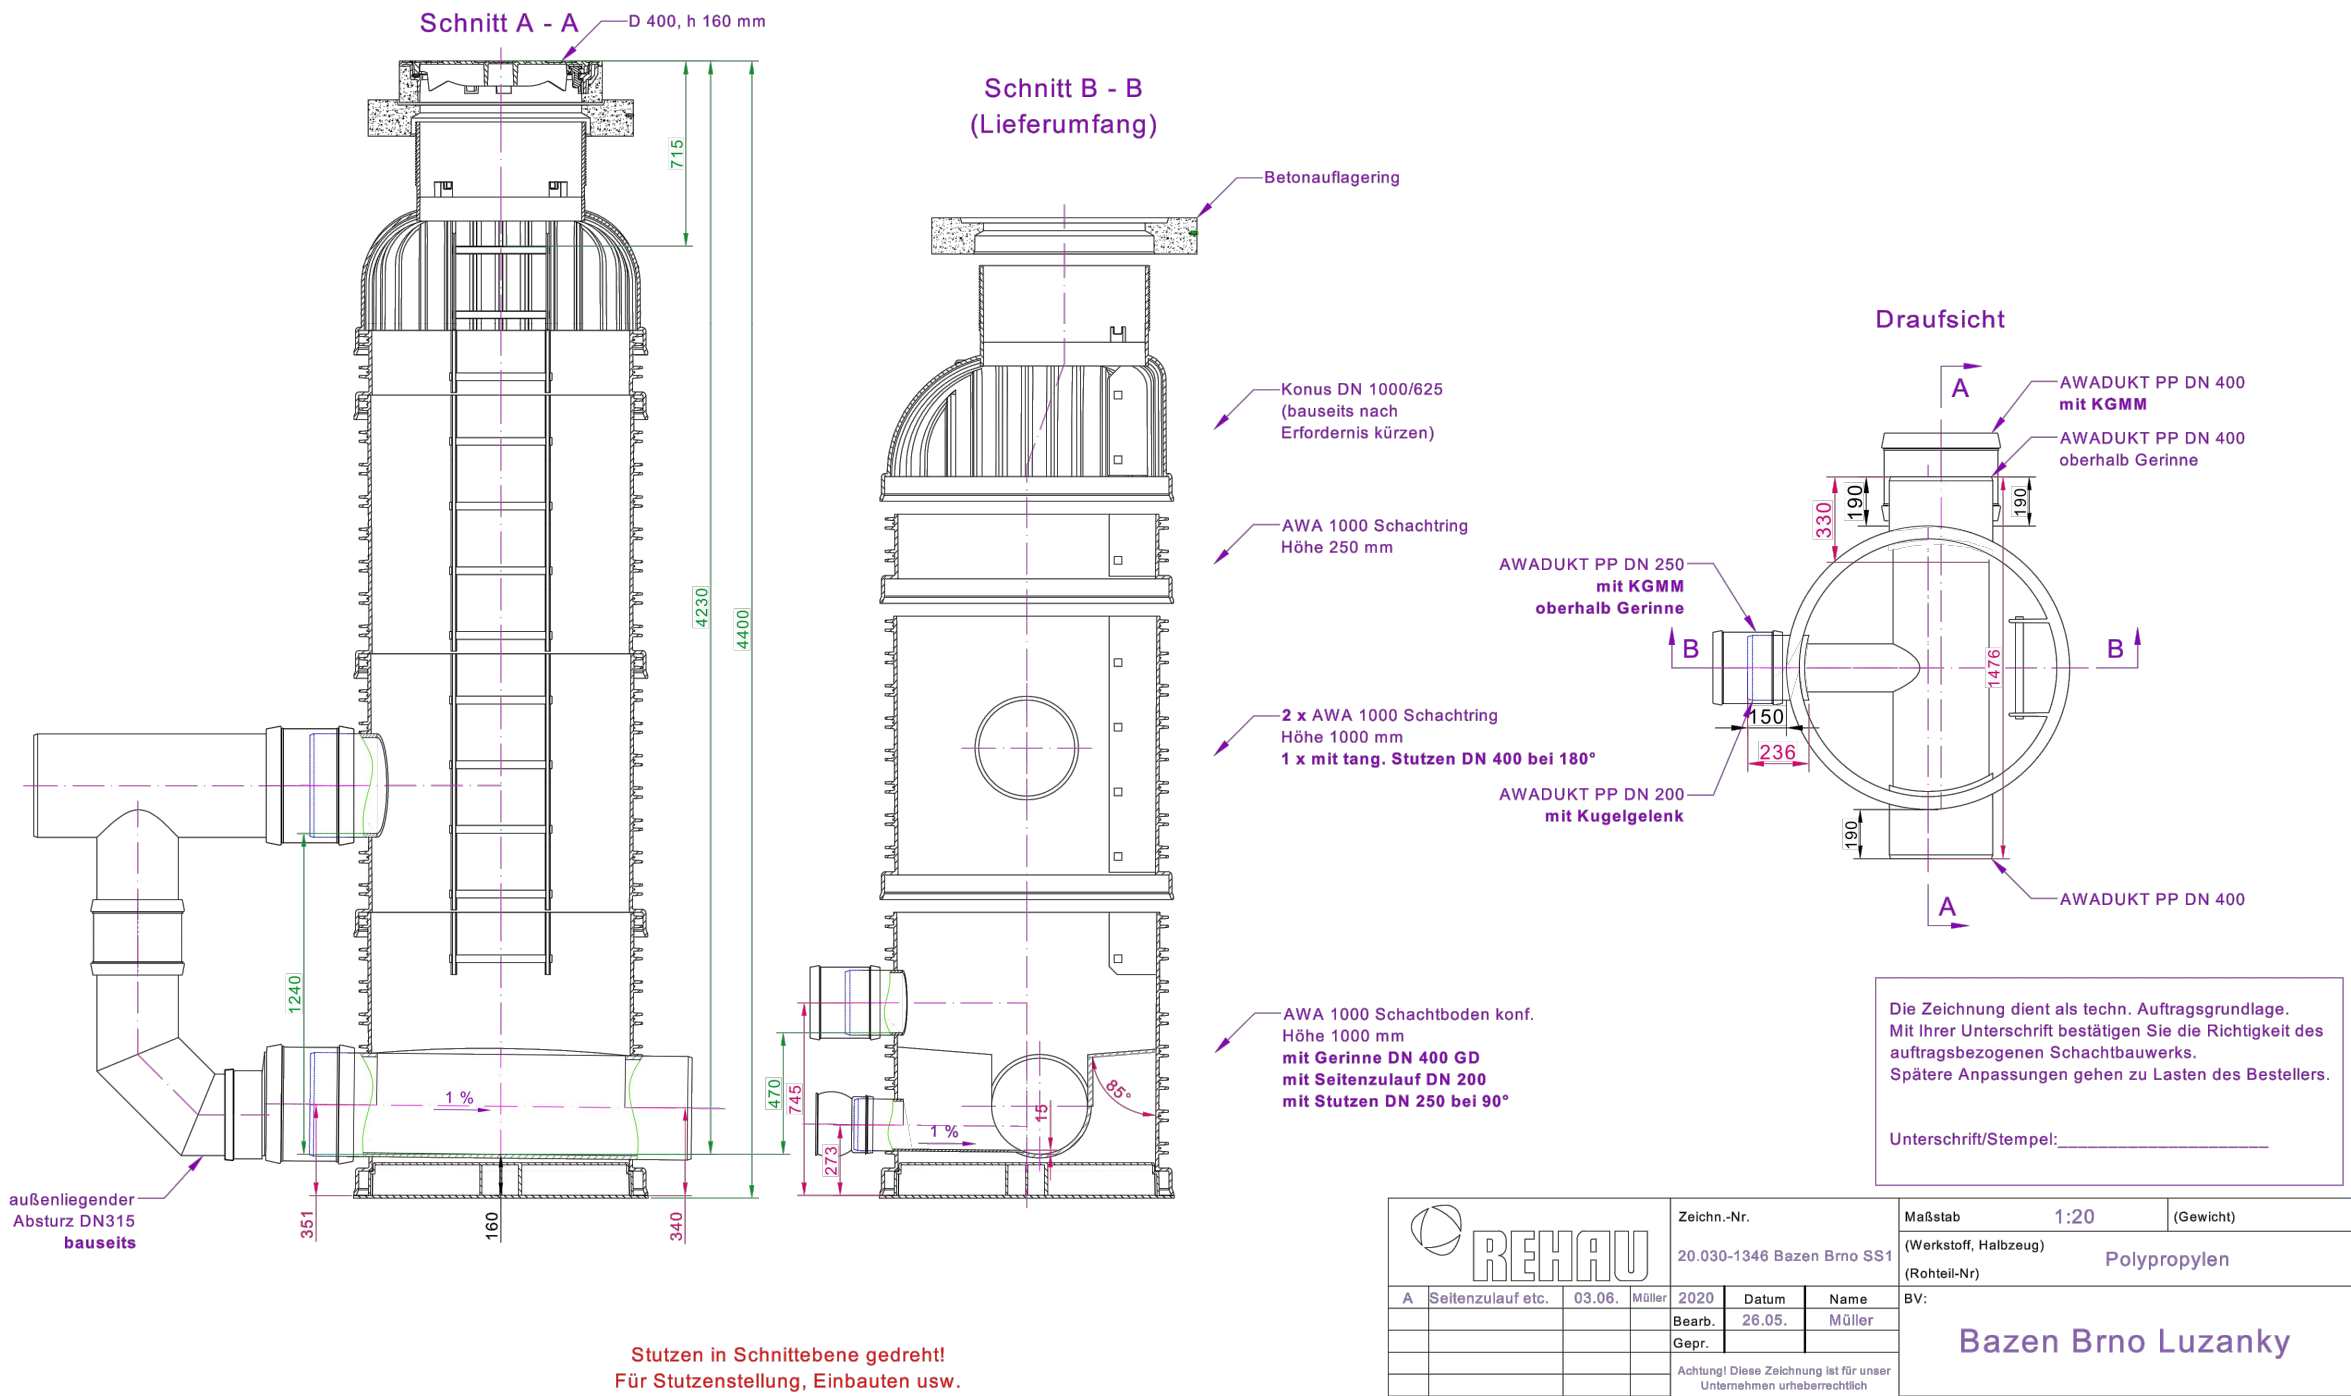 Schnitt A - A
D 400, h 160 mm
715
4230
4400
1240
1 %
351
160
340
außenliegender
Absturz DN315
bauseits
Schnitt B - B
(Lieferumfang)
Betonauflagering
Konus DN 1000/625
(bauseits nach
Erfordernis kürzen)
AWA 1000 Schachtring
Höhe 250 mm
2 x AWA 1000 Schachtring
Höhe 1000 mm
1 x mit tang. Stutzen DN 400 bei 180°
AWA 1000 Schachtboden konf.
Höhe 1000 mm
mit Gerinne DN 400 GD
mit Seitenzulauf DN 200
mit Stutzen DN 250 bei 90°
470
745
273
1 %
15
85°
Draufsicht
A
AWADUKT PP DN 400
mit KGMM
AWADUKT PP DN 400
oberhalb Gerinne
330
190
190
AWADUKT PP DN 250
mit KGMM
oberhalb Gerinne
B
B
1476
150
236
AWADUKT PP DN 200
mit Kugelgelenk
190
A
AWADUKT PP DN 400
Die Zeichnung dient als techn. Auftragsgrundlage.
Mit Ihrer Unterschrift bestätigen Sie die Richtigkeit des
auftragsbezogenen Schachtbauwerks.
Spätere Anpassungen gehen zu Lasten des Bestellers.
Unterschrift/Stempel:____________________
REHAU
Zeichn.-Nr.
20.030-1346 Bazen Brno SS1
Maßstab 1:20 (Gewicht)
(Werkstoff, Halbzeug)
Polypropylen
(Rohteil-Nr)
A Seitenzulauf etc. 03.06. Müller 2020 Datum Name
Bearb. 26.05. Müller
Gepr.
BV:
Bazen Brno Luzanky
Achtung! Diese Zeichnung ist für unser
Unternehmen urheberrechtlich
Stutzen in Schnittebene gedreht!
Für Stutzenstellung, Einbauten usw.